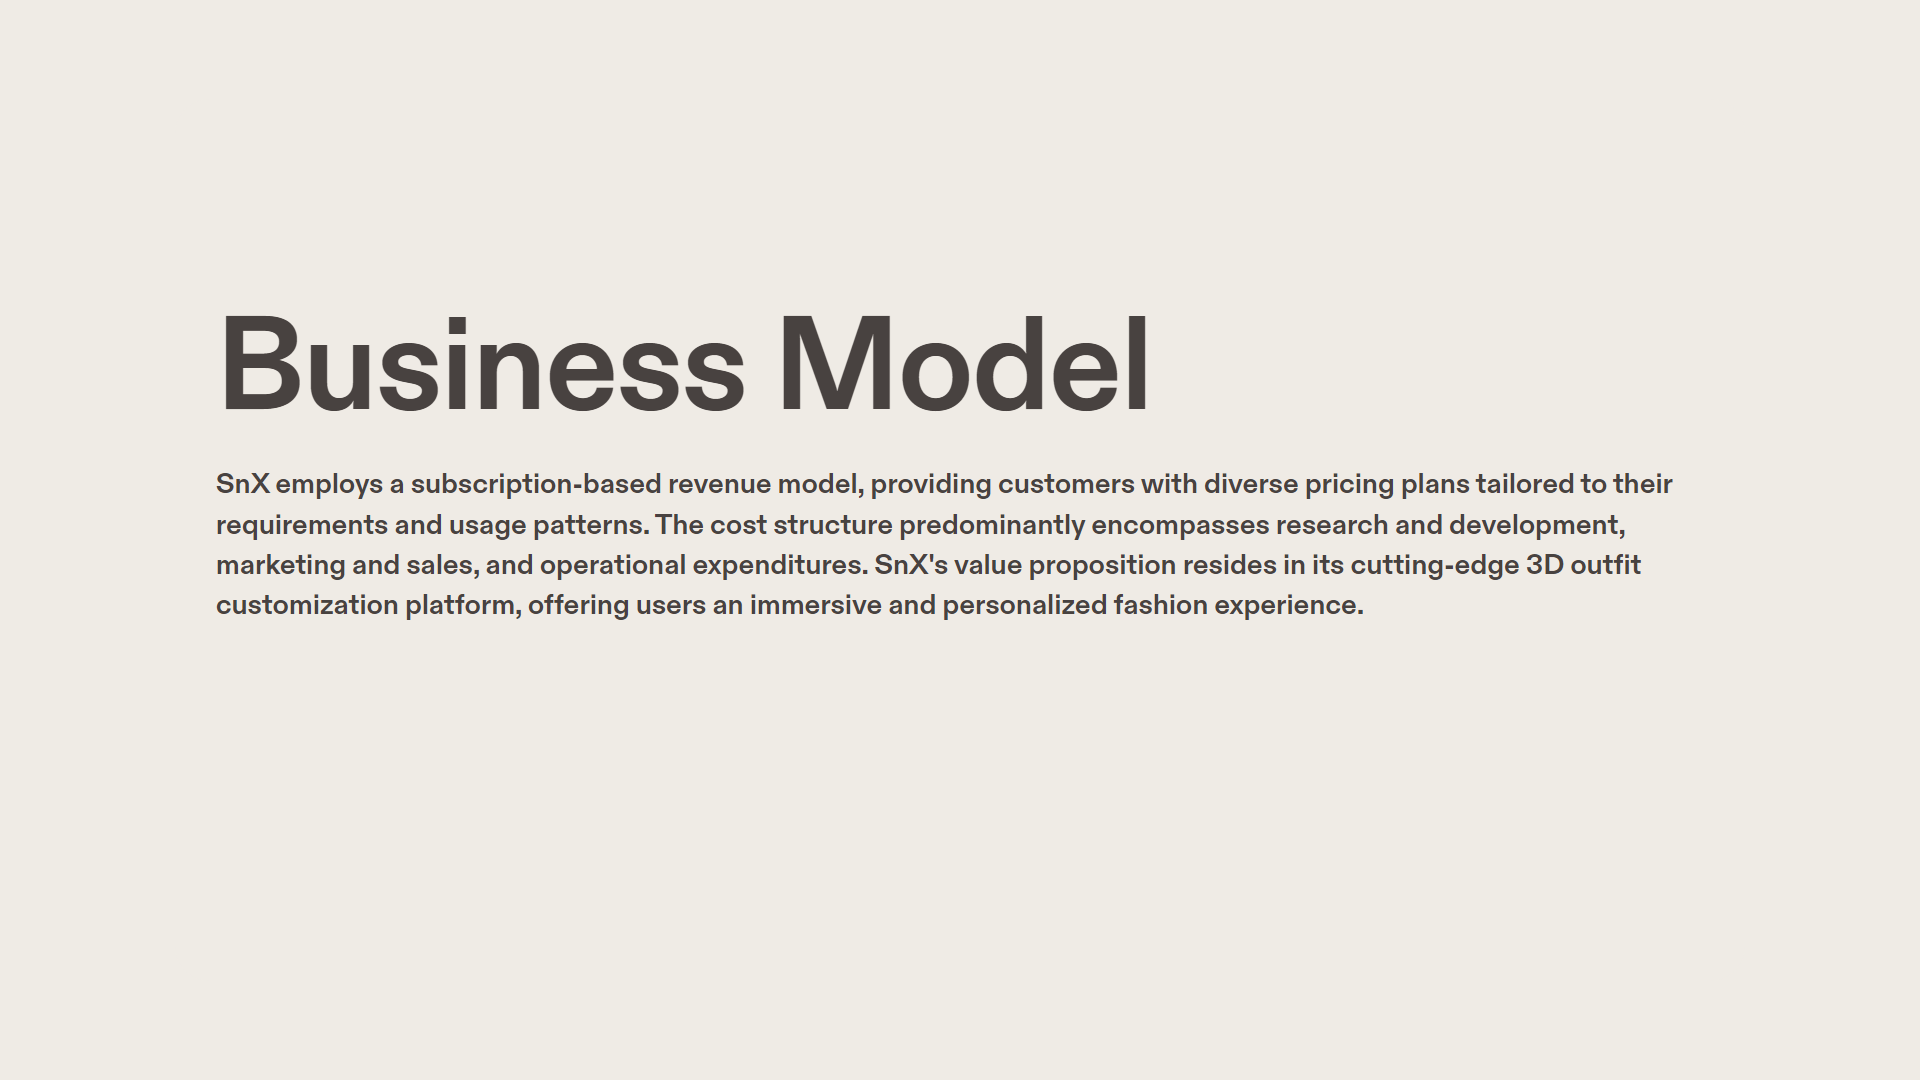 Business Model
SnX employs a subscription-based revenue model, providing customers with diverse pricing plans tailored to their
requirements and usage patterns. The cost structure predominantly encompasses research and development,
marketing and sales, and operational expenditures. SnX's value proposition resides in its cutting-edge 3D outfit
customization platform, offering users an immersive and personalized fashion experience.